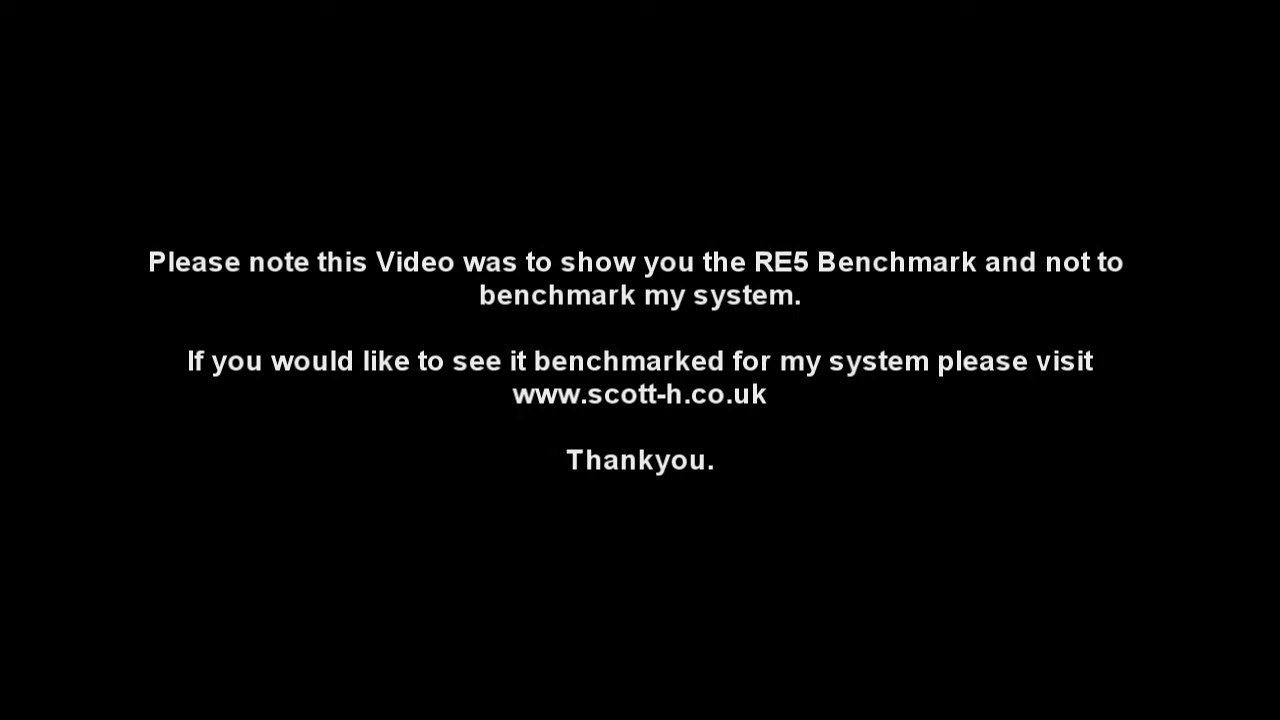 Please note this Video was to show you the RE5 Benchmark and not to
benchmark my system.
If you would like to see it benchmarked for my system please visit
www.scott-h.co.uk
Thankyou.